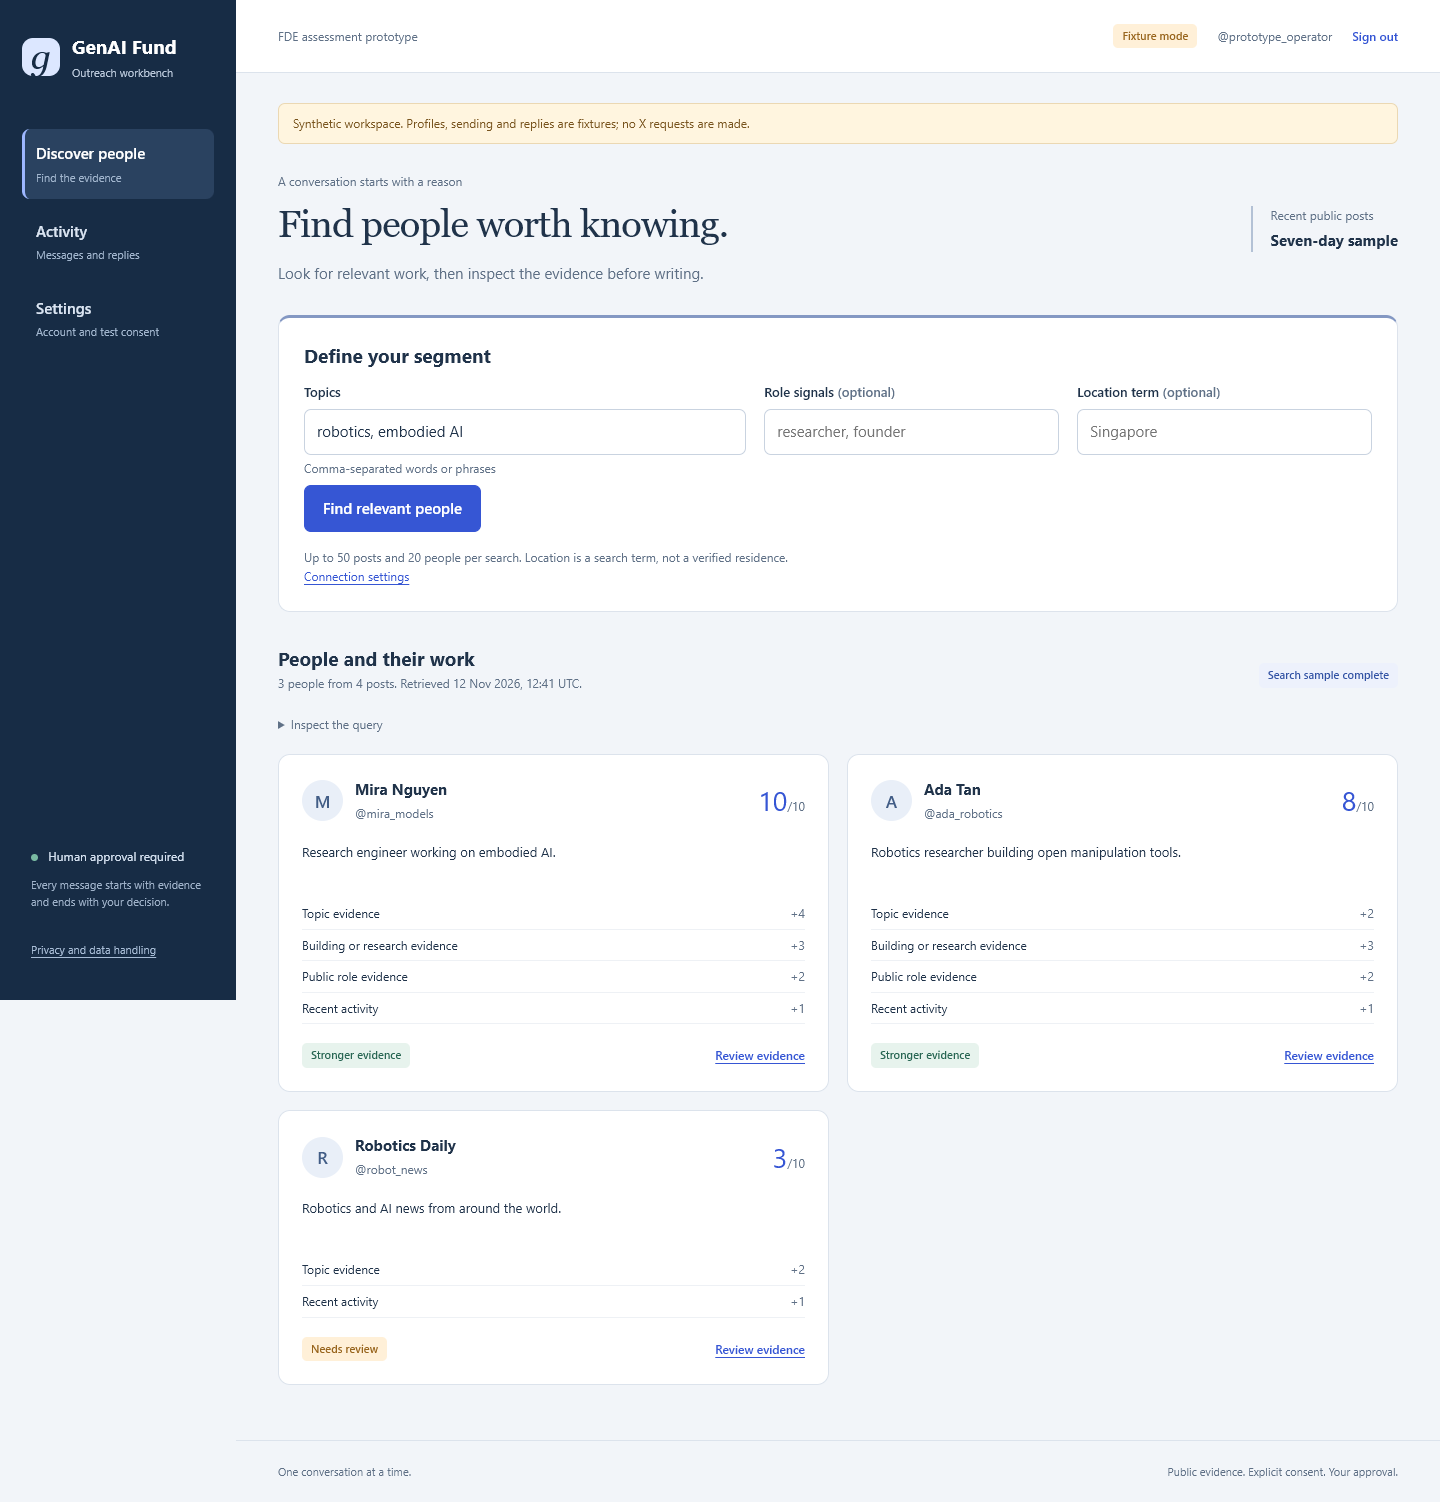 g
GenAI Fund
Outreach workbench
Discover people
Find the evidence
Activity
Messages and replies
Settings
Account and test consent
Human approval required
Every message starts with evidence
and ends with your decision.
Privacy and data handling
FDE assessment prototype
Fixture mode
@prototype_operator
Sign out
Synthetic workspace. Profiles, sending and replies are fixtures; no X requests are made.
A conversation starts with a reason
Find people worth knowing.
Look for relevant work, then inspect the evidence before writing.
Recent public posts
Seven-day sample
Define your segment
Topics
robotics, embodied AI
Comma-separated words or phrases
Role signals (optional)
researcher, founder
Location term (optional)
Singapore
Find relevant people
Up to 50 posts and 20 people per search. Location is a search term, not a verified residence.
Connection settings
People and their work
3 people from 4 posts. Retrieved 12 Nov 2026, 12:41 UTC.
Search sample complete
Inspect the query
M
Mira Nguyen
@mira_models
10/10
Research engineer working on embodied AI.
Topic evidence +4
Building or research evidence +3
Public role evidence +2
Recent activity +1
Stronger evidence
Review evidence
A
Ada Tan
@ada_robotics
8/10
Robotics researcher building open manipulation tools.
Topic evidence +2
Building or research evidence +3
Public role evidence +2
Recent activity +1
Stronger evidence
Review evidence
R
Robotics Daily
@robot_news
3/10
Robotics and AI news from around the world.
Topic evidence +2
Recent activity +1
Needs review
Review evidence
One conversation at a time.
Public evidence. Explicit consent. Your approval.